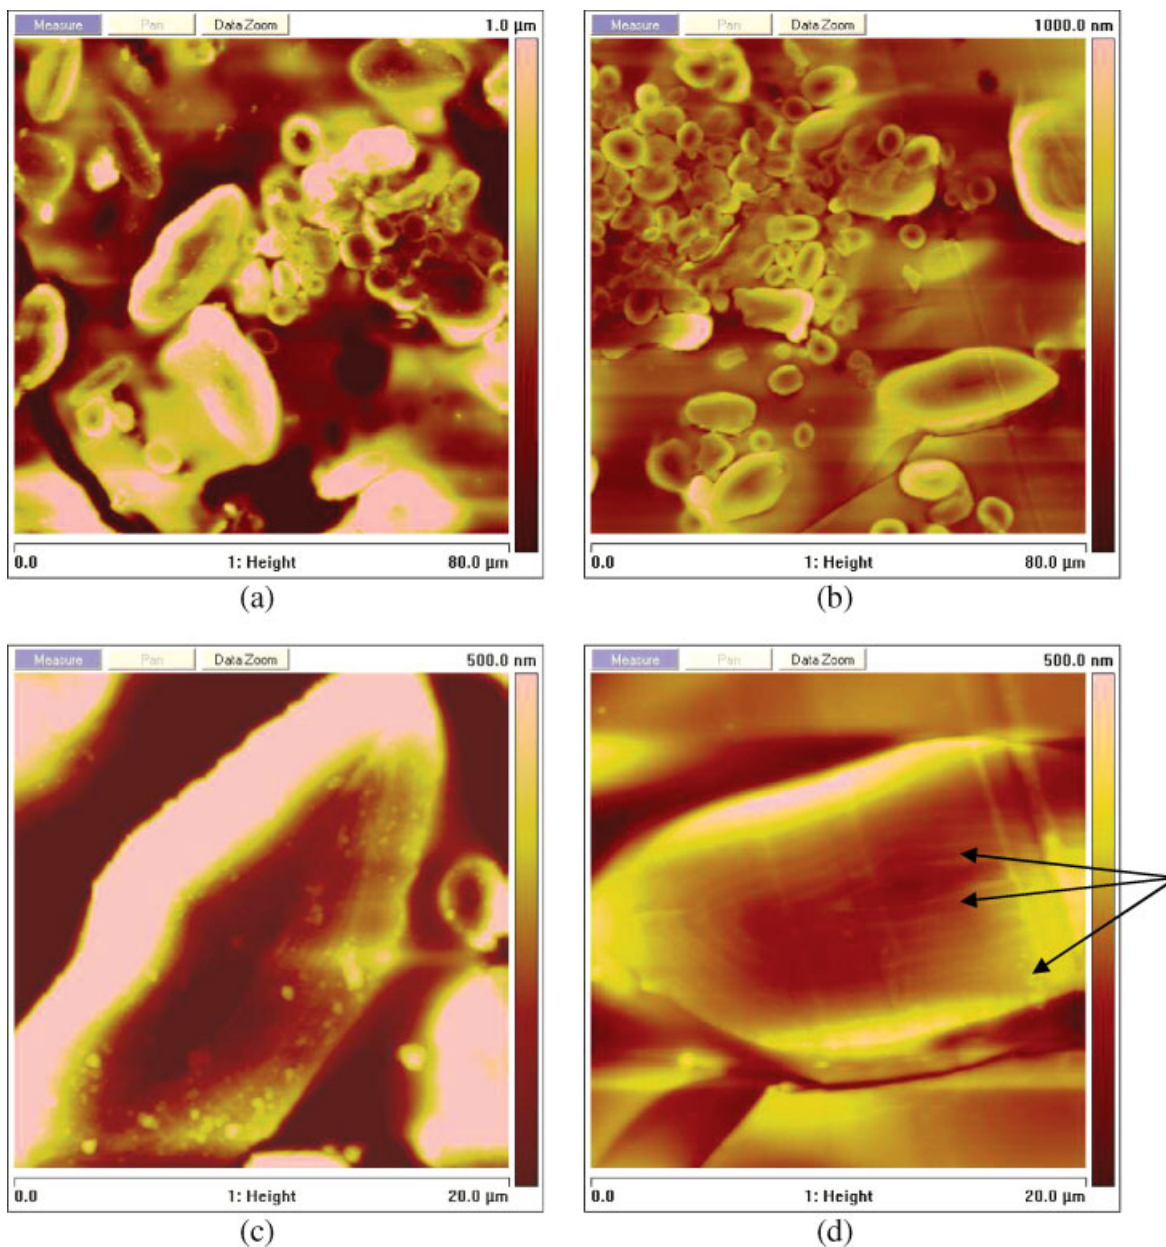 Measure Pan Data Zoom 1.0 µm
0.0 1: Height 80.0 µm
(a)
Measure Pan Data Zoom 1000.0 nm
0.0 1: Height 80.0 µm
(b)
Measure Pan Data Zoom 500.0 nm
0.0 1: Height 20.0 µm
(c)
Measure Pan Data Zoom 500.0 nm
0.0 1: Height 20.0 µm
(d)